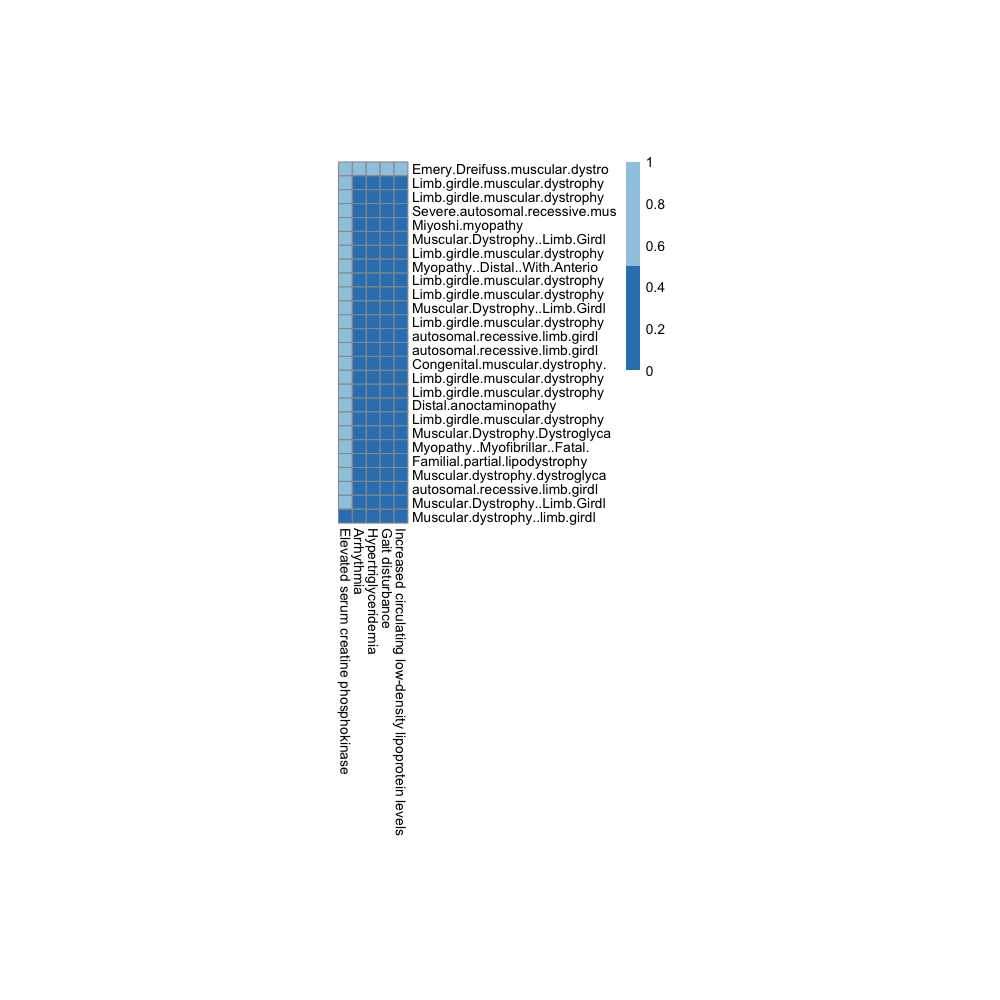 Emery.Dreifuss.muscular.dystro
Limb.girdle.muscular.dystrophy
Limb.girdle.muscular.dystrophy
Severe.autosomal.recessive.mus
Miyoshi.myopathy
Muscular.Dystrophy..Limb.Girdl
Limb.girdle.muscular.dystrophy
Myopathy..Distal..With.Anterio
Limb.girdle.muscular.dystrophy
Limb.girdle.muscular.dystrophy
Muscular.Dystrophy..Limb.Girdl
Limb.girdle.muscular.dystrophy
autosomal.recessive.limb.girdl
autosomal.recessive.limb.girdl
Congenital.muscular.dystrophy.
Limb.girdle.muscular.dystrophy
Limb.girdle.muscular.dystrophy
Distal.anoctaminopathy
Limb.girdle.muscular.dystrophy
Muscular.Dystrophy.Dystroglyca
Myopathy..Myofibrillar..Fatal.
Familial.partial.lipodystrophy
Muscular.dystrophy.dystroglyca
autosomal.recessive.limb.girdl
Muscular.Dystrophy..Limb.Girdl
Muscular.dystrophy..limb.girdl
1
0.8
0.6
0.4
0.2
0
Elevated serum creatine phosphokinase
Arrhythmia
Hypertriglyceridemia
Gait disturbance
Increased circulating low-density lipoprotein levels